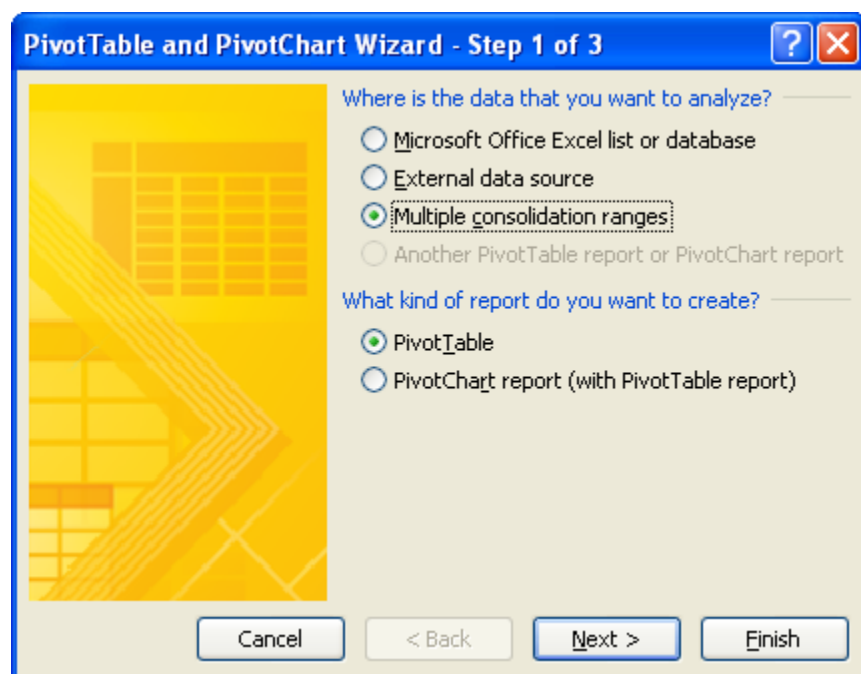 PivotTable and PivotChart Wizard - Step 1 of 3
Where is the data that you want to analyze?
Microsoft Office Excel list or database
External data source
Multiple consolidation ranges
Another PivotTable report or PivotChart report
What kind of report do you want to create?
PivotTable
PivotChart report (with PivotTable report)
Cancel
< Back
Next >
Finish